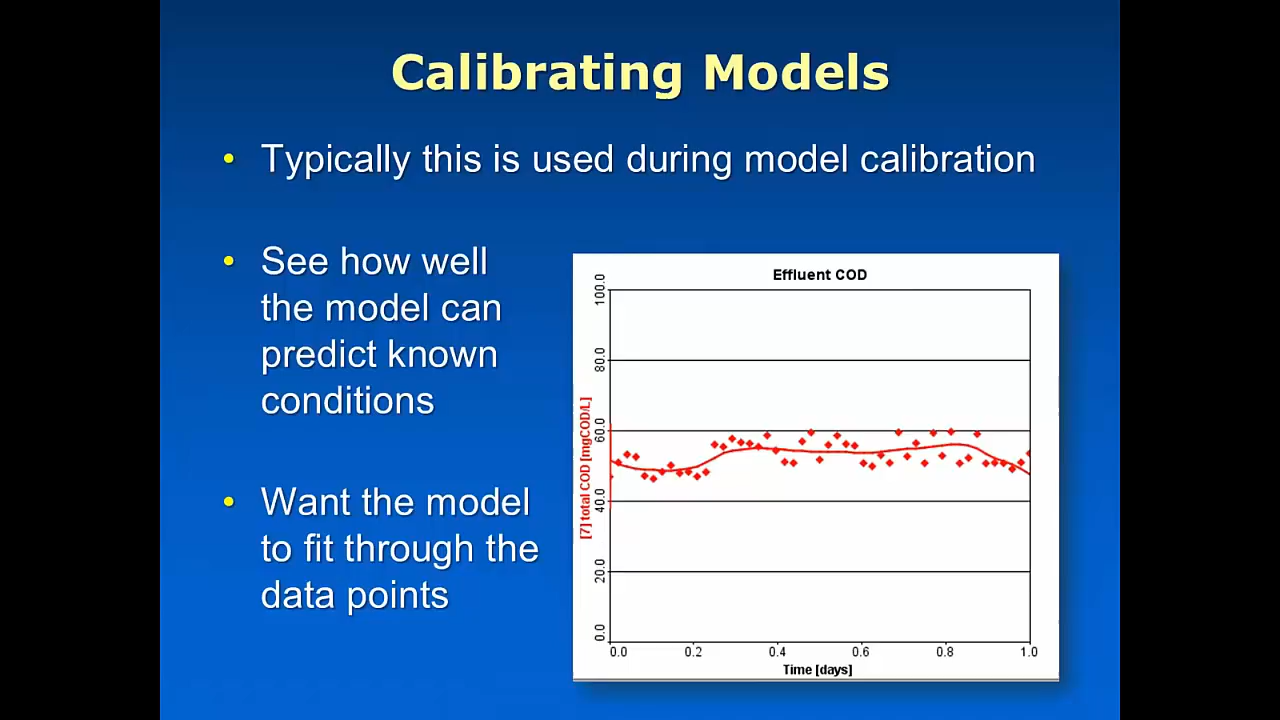 Calibrating Models
• Typically this is used during model calibration
• See how well
the model can
predict known
conditions
• Want the model
to fit through the
data points
Effluent COD
[7] total COD [mgCOD/L]
100.0
80.0
60.0
40.0
20.0
0.0
0.0 0.2 0.4 0.6 0.8 1.0
Time [days]